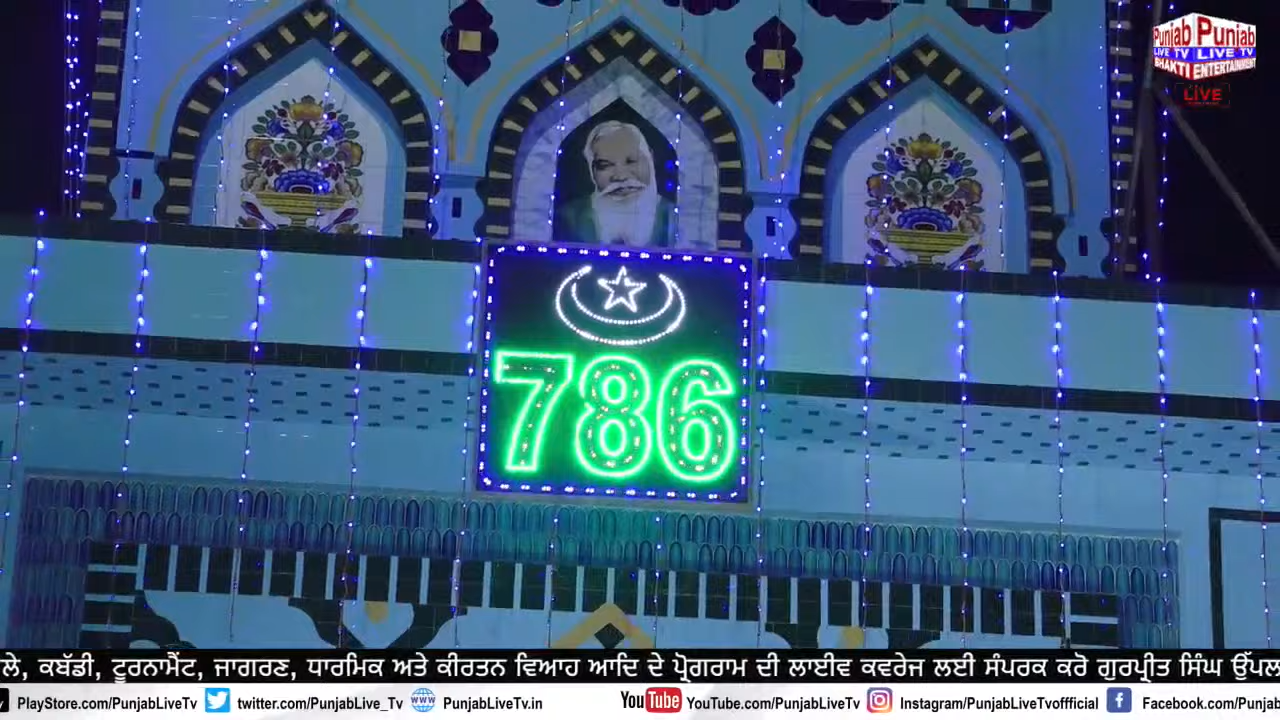 Punjab Punjab
LIVE TV LIVE TV
BHAKTI ENTERTAINMENT
LiVE
786
ਲੇ, ਕਬੱਡੀ, ਟੂਰਨਾਮੈਂਟ, ਜਾਗਰਣ, ਧਾਰਮਿਕ ਅਤੇ ਕੀਰਤਨ ਵਿਆਹ ਆਦਿ ਦੇ ਪ੍ਰੋਗਰਾਮ ਦੀ ਲਾਈਵ ਕਵਰੇਜ ਲਈ ਸੰਪਰਕ ਕਰੋ ਗੁਰਪ੍ਰੀਤ ਸਿੰਘ ਉੱਪਲ
PlayStore.com/PunjabLiveTv twitter.com/PunjabLive_Tv PunjabLiveTv.in YouTube YouTube.com/PunjabLiveTv Instagram/PunjabLiveTvofficial Facebook.com/Punja